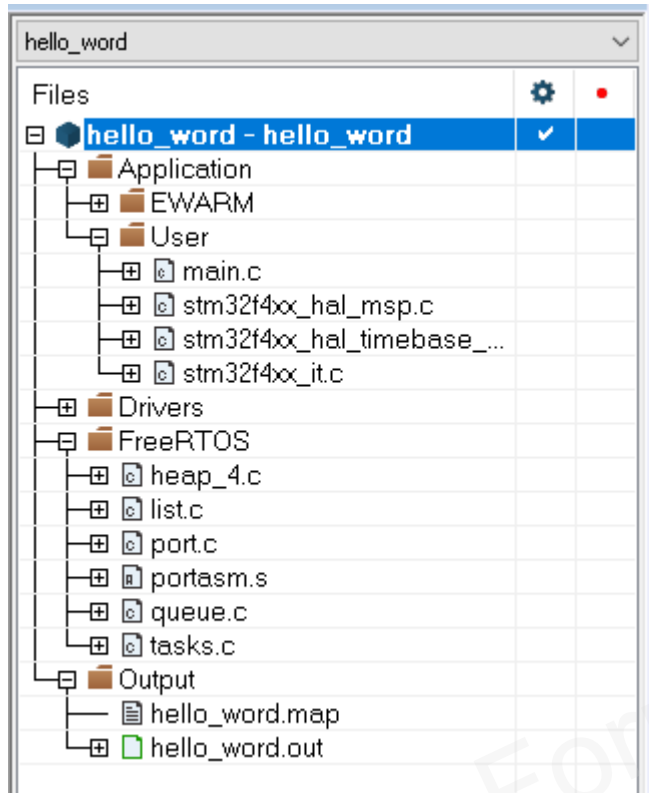 hello_word
Files
hello_word - hello_word
Application
EWARM
User
main.c
stm32f4xx_hal_msp.c
stm32f4xx_hal_timebase_...
stm32f4xx_it.c
Drivers
FreeRTOS
heap_4.c
list.c
port.c
portasm.s
queue.c
tasks.c
Output
hello_word.map
hello_word.out